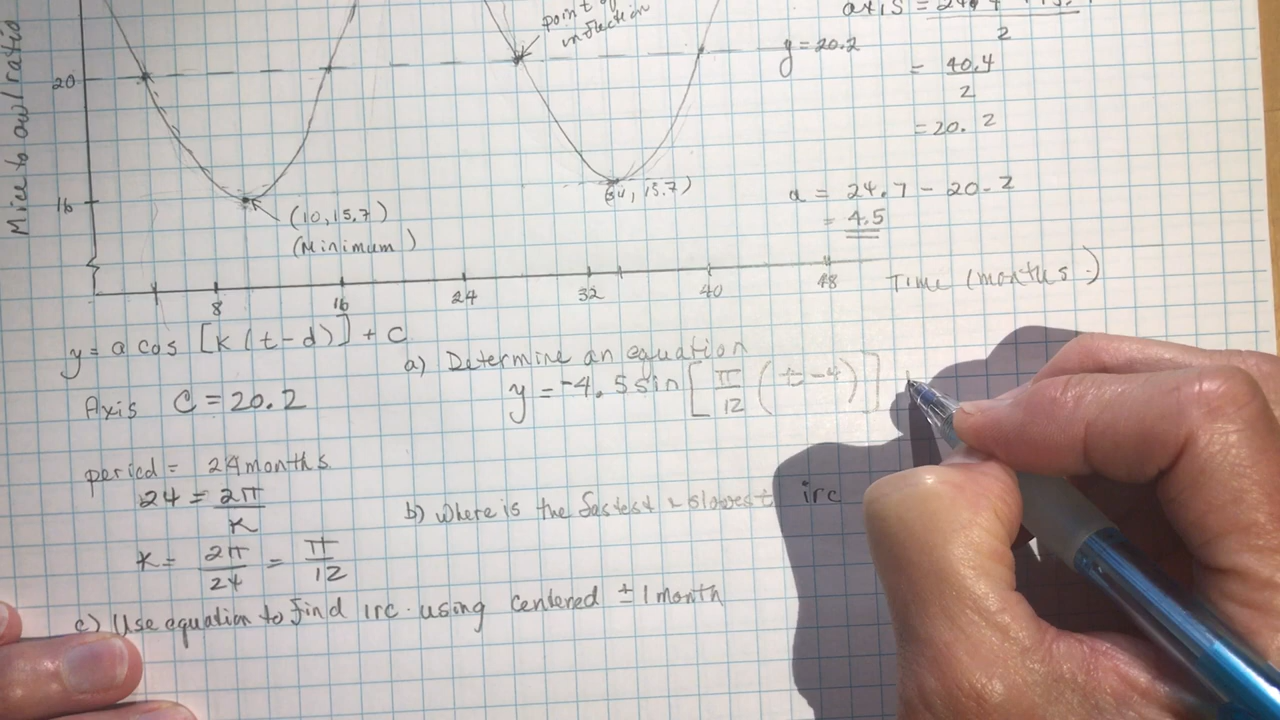 point of
inflection
axis =
2
y = 20.2
= 40.4
2
= 20.2
Mice to owl ratio
20
16
(10, 15.7)
(Minimum)
(34, 15.7)
a = 24.7 - 20.2
= 4.5
8
16
24
32
40
48
Time (months)
y = a cos [k (t-d)] + C
a) Determine an equation
y = -4.5 sin [π/12 (t-4)]
Axis C = 20.2
period = 24 months
24 = 2π/k
b) Where is the fastest & slowest irc
k = 2π/24 = π/12
c) Use equation to find irc. using centered ± 1 month